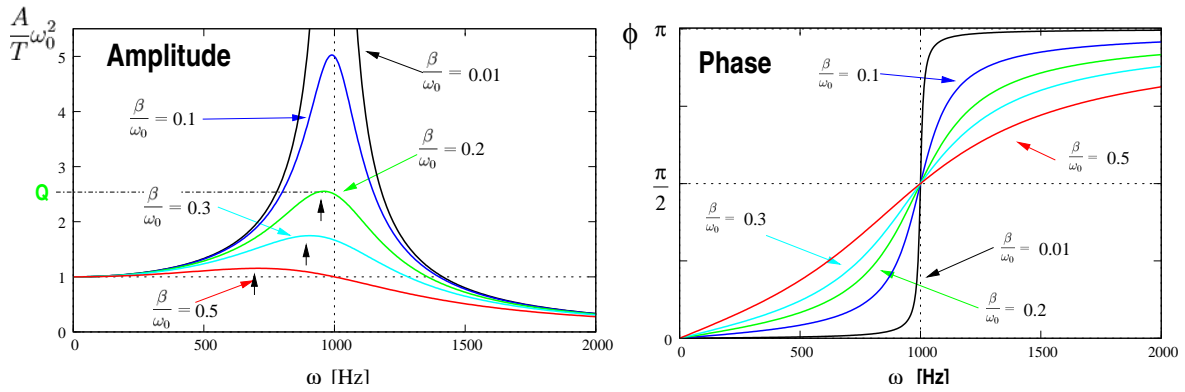 A/T ω₀²
Amplitude
5
4
3
2
1
0
Q
β/ω₀ = 0.01
β/ω₀ = 0.1
β/ω₀ = 0.2
β/ω₀ = 0.3
β/ω₀ = 0.5
0 500 1000 1500 2000
ω [Hz]
ϕ
π
π/2
0
Phase
β/ω₀ = 0.1
β/ω₀ = 0.5
β/ω₀ = 0.3
β/ω₀ = 0.01
β/ω₀ = 0.2
0 500 1000 1500 2000
ω [Hz]